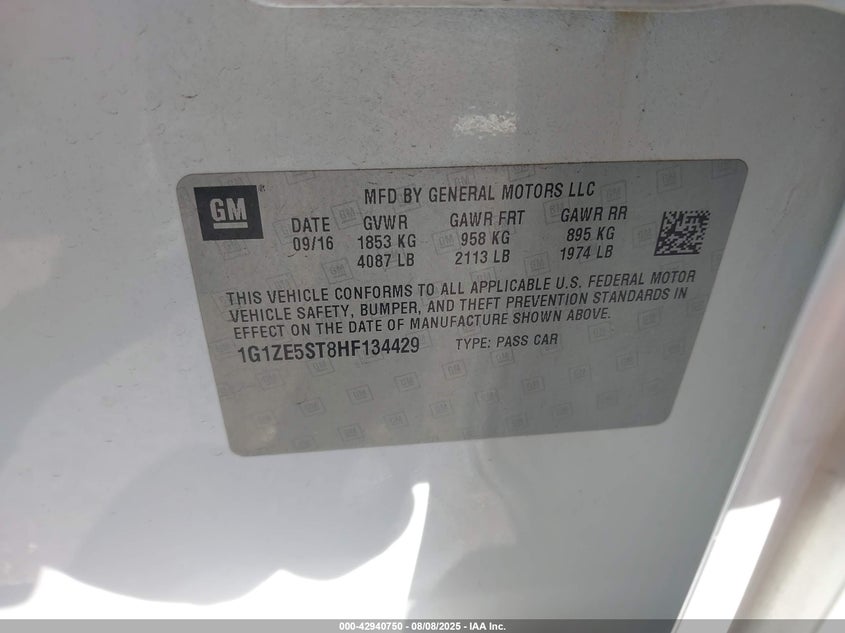 GM
MFD BY GENERAL MOTORS LLC
DATE GVWR GAWR FRT GAWR RR
09/16 1853 KG 958 KG 895 KG
4087 LB 2113 LB 1974 LB
THIS VEHICLE CONFORMS TO ALL APPLICABLE U.S. FEDERAL MOTOR
VEHICLE SAFETY, BUMPER, AND THEFT PREVENTION STANDARDS IN
EFFECT ON THE DATE OF MANUFACTURE SHOWN ABOVE.
1G1ZE5ST8HF134429 TYPE: PASS CAR
000-42940750 - 08/08/2025 - IAA Inc.